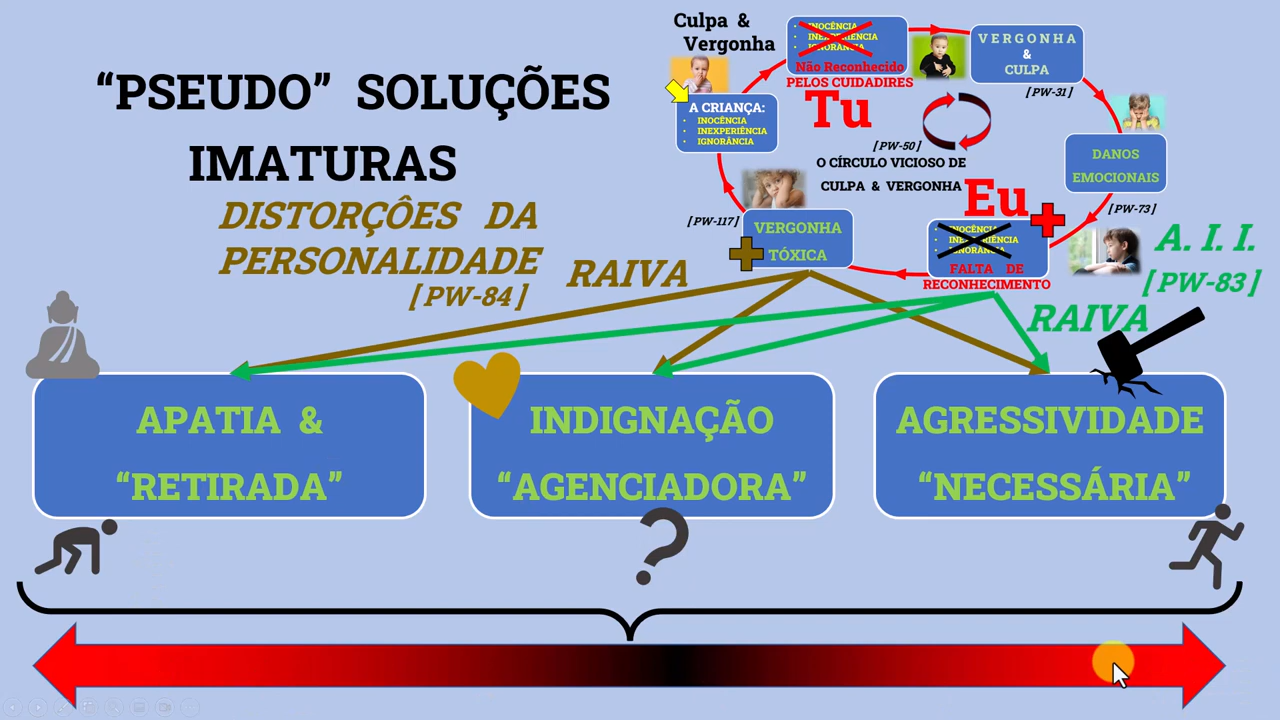 “PSEUDO” SOLUÇÕES
IMATURAS
DISTORÇÔES DA
PERSONALIDADE
[ PW-84 ]
RAIVA
Culpa &
Vergonha
A CRIANÇA:
• INOCÊNCIA
• INEXPERIÊNCIA
• IGNORÂNCIA
• INOCÊNCIA
• INEXPERIÊNCIA
• IGNORÂNCIA
Não Reconhecido
PELOS CUIDADIRES
Tu
VERGONHA
&
CULPA
[ PW-31 ]
DANOS
EMOCIONAIS
[ PW-73 ]
[ PW-50 ]
O CÍRCULO VICIOSO DE
CULPA & VERGONHA
Eu
• INOCÊNCIA
• INEXPERIÊNCIA
• IGNORÂNCIA
FALTA DE
RECONHECIMENTO
[ PW-117 ]
VERGONHA
TÓXICA
A. I. I.
[ PW-83 ]
RAIVA
APATIA &
“RETIRADA”
INDIGNAÇÃO
“AGENCIADORA”
AGRESSIVIDADE
“NECESSÁRIA”
?